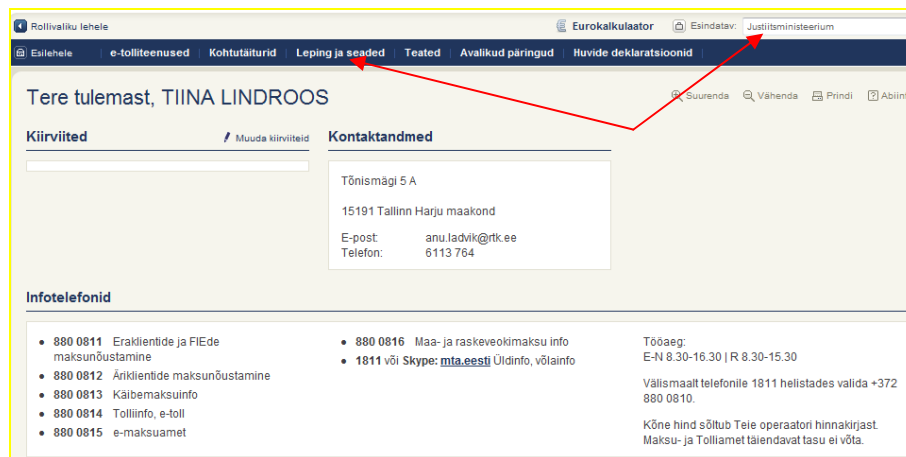 Rollivaliku lehele
Eurokalkulaator
Esindatav: Justiitsministeerium
Esilehele e-tolliteenused Kohtutäiturid Leping ja seaded Teated Avalikud päringud Huvide deklaratsioonid
Tere tulemast, TIINA LINDROOS
Suurenda Vähenda Prindi Abiin
Kiirviited
Muuda kiirviiteid
Kontaktandmed
Tõnismägi 5 A
15191 Tallinn Harju maakond
E-post: anu.ladvik@rtk.ee
Telefon: 6113 764
Infotelefonid
880 0811 Eraklientide ja FIEde
maksunõustamine
880 0812 Äriklientide maksunõustamine
880 0813 Käibemaksuinfo
880 0814 Tolliinfo, e-toll
880 0815 e-maksuamet
880 0816 Maa- ja raskeveokimaksu info
1811 või Skype: mta.eesti Üldinfo, võlainfo
Tööaeg:
E-N 8.30-16.30 | R 8.30-15.30
Välismaalt telefonile 1811 helistades valida +372
880 0810.
Kõne hind sõltub Teie operaatori hinnakirjast.
Maksu- ja Tolliamet täiendavat tasu ei võta.